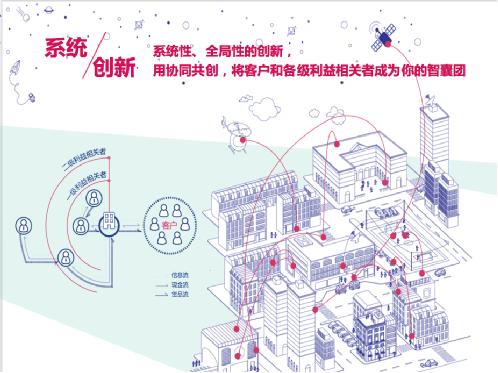 系统
创新
系统性、全局性的创新，
用协同共创，将客户和各级利益相关者成为你的智囊团
二级利益相关者
一级利益相关者
客户
信息流
现金流
货品流